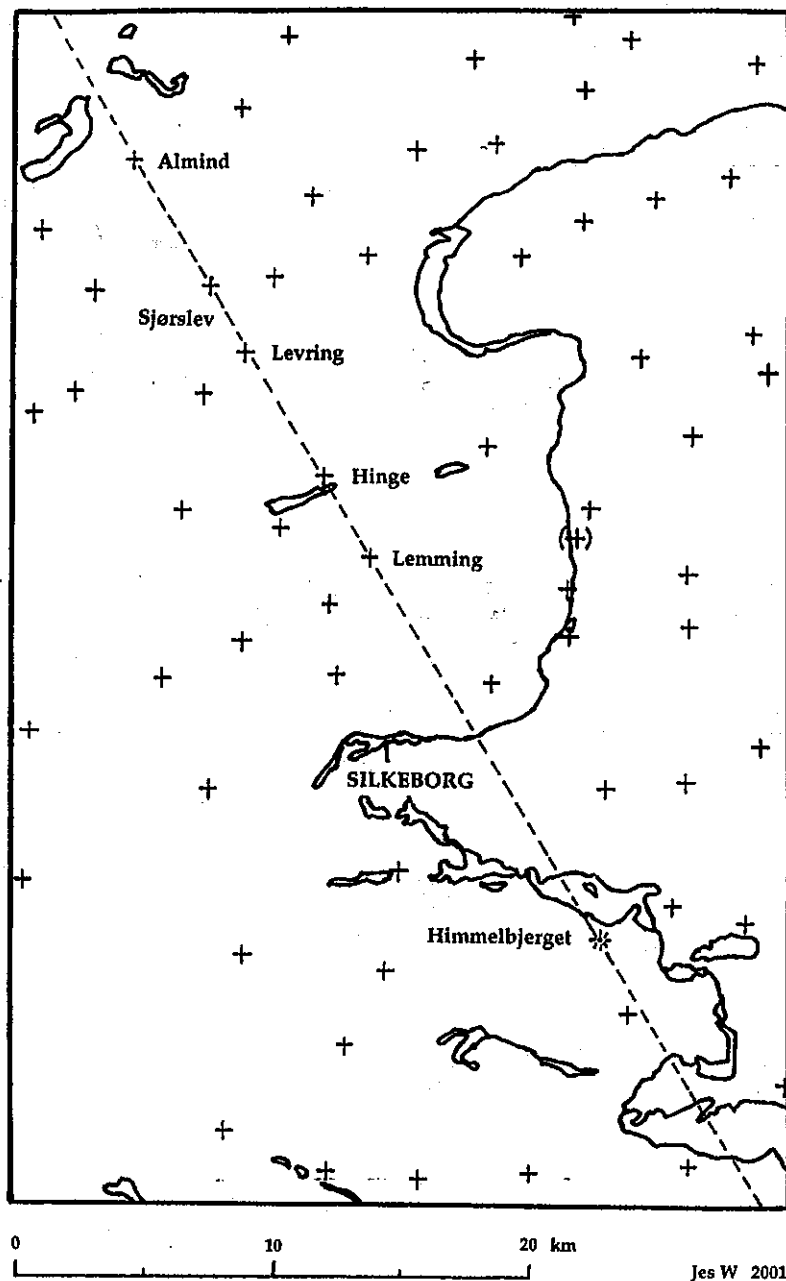 Almind
Sjørslev
Levring
Hinge
Lemming
SILKEBORG
Himmelbjerget
0 10 20 km
Jes W 2001